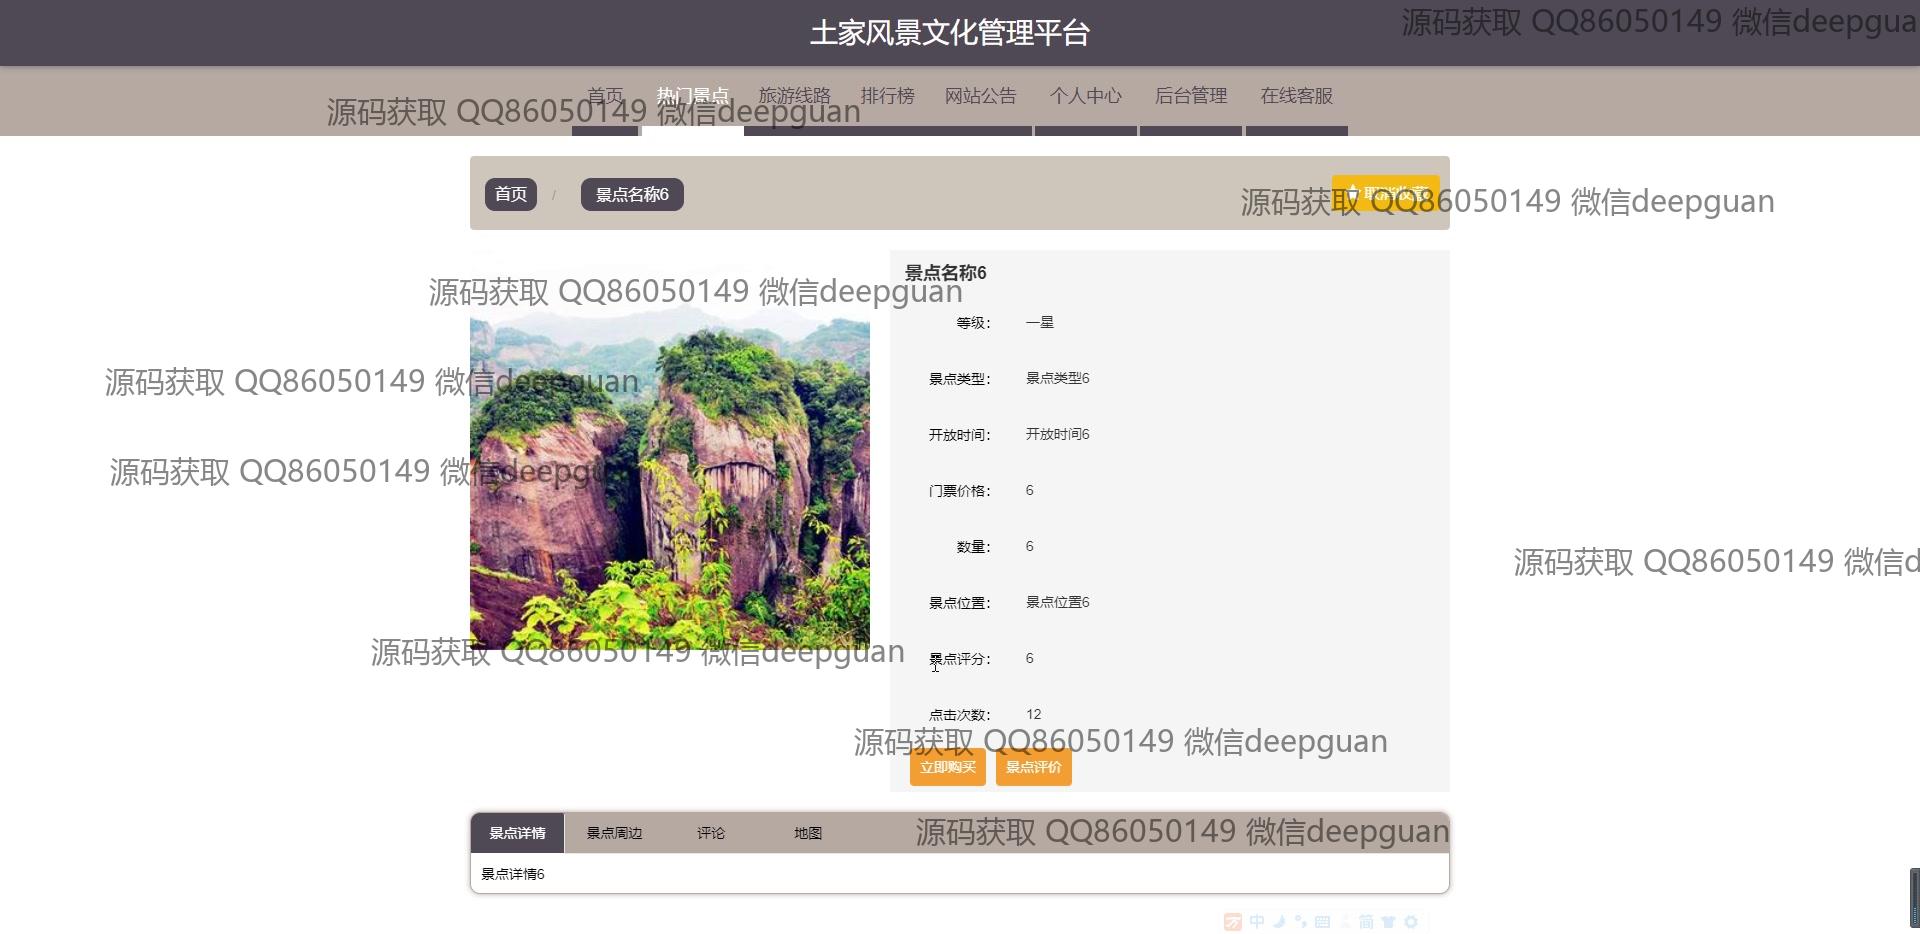 土家风景文化管理平台
源码获取 QQ86050149 微信deepgua
首页 热门景点 旅游线路 排行榜 网站公告 个人中心 后台管理 在线客服
源码获取 QQ86050149 微信deepguan
首页 / 景点名称6
取消收藏
源码获取 QQ86050149 微信deepguan
景点名称6
源码获取 QQ86050149 微信deepguan
等级： 一星
景点类型： 景点类型6
源码获取 QQ86050149 微信deepguan
开放时间： 开放时间6
源码获取 QQ86050149 微信deepgu
门票价格： 6
数量： 6
源码获取 QQ86050149 微信d
景点位置： 景点位置6
源码获取 QQ86050149 微信deepguan
景点评分： 6
点击次数： 12
源码获取 QQ86050149 微信deepguan
立即购买 景点评价
景点详情 景点周边 评论 地图
源码获取 QQ86050149 微信deepguan
景点详情6
中 简